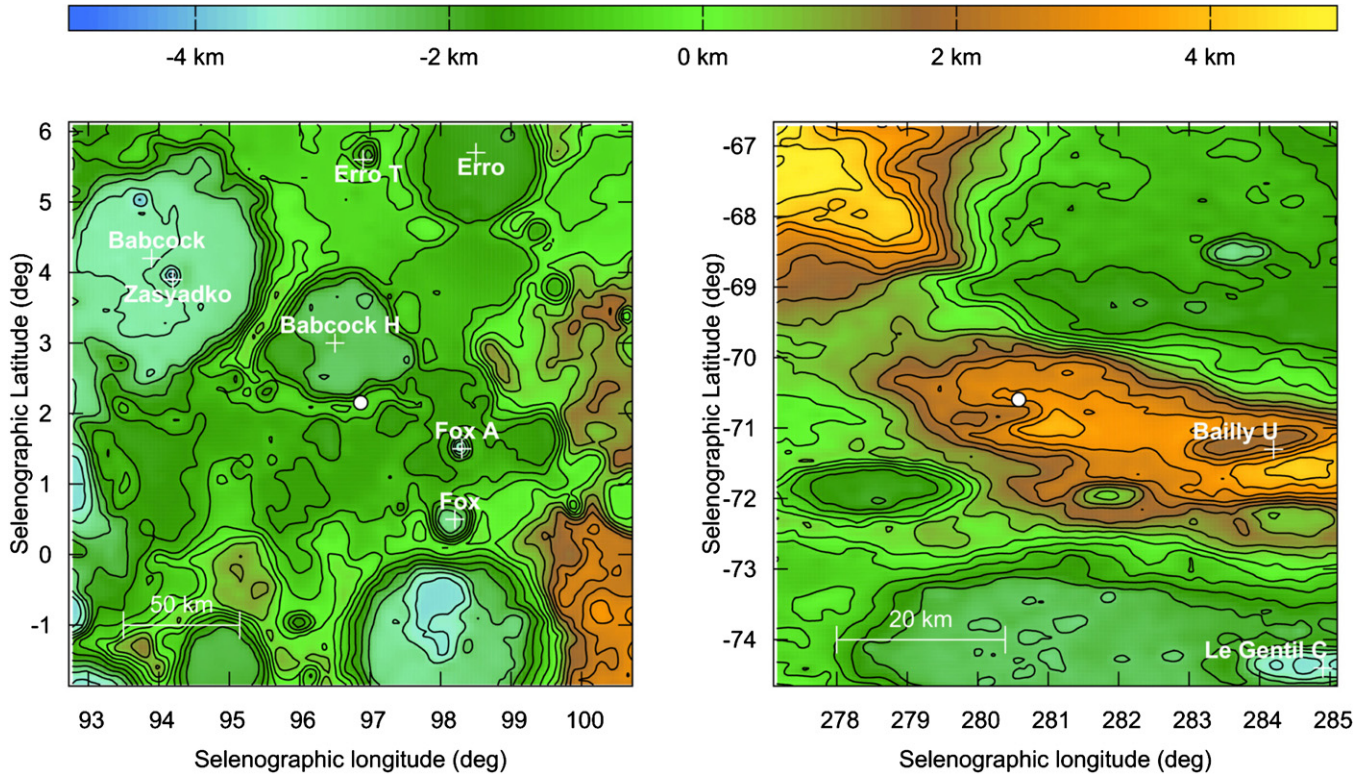 -4 km -2 km 0 km 2 km 4 km
6
5
4
3
2
1
0
-1
Selenographic Latitude (deg)
Erro T
Erro
Babcock
Zasyadko
Babcock H
Fox A
Fox
50 km
93 94 95 96 97 98 99 100
Selenographic longitude (deg)
-67
-68
-69
-70
-71
-72
-73
-74
Selenographic Latitude (deg)
Bailly U
20 km
Le Gentil C
278 279 280 281 282 283 284 285
Selenographic longitude (deg)